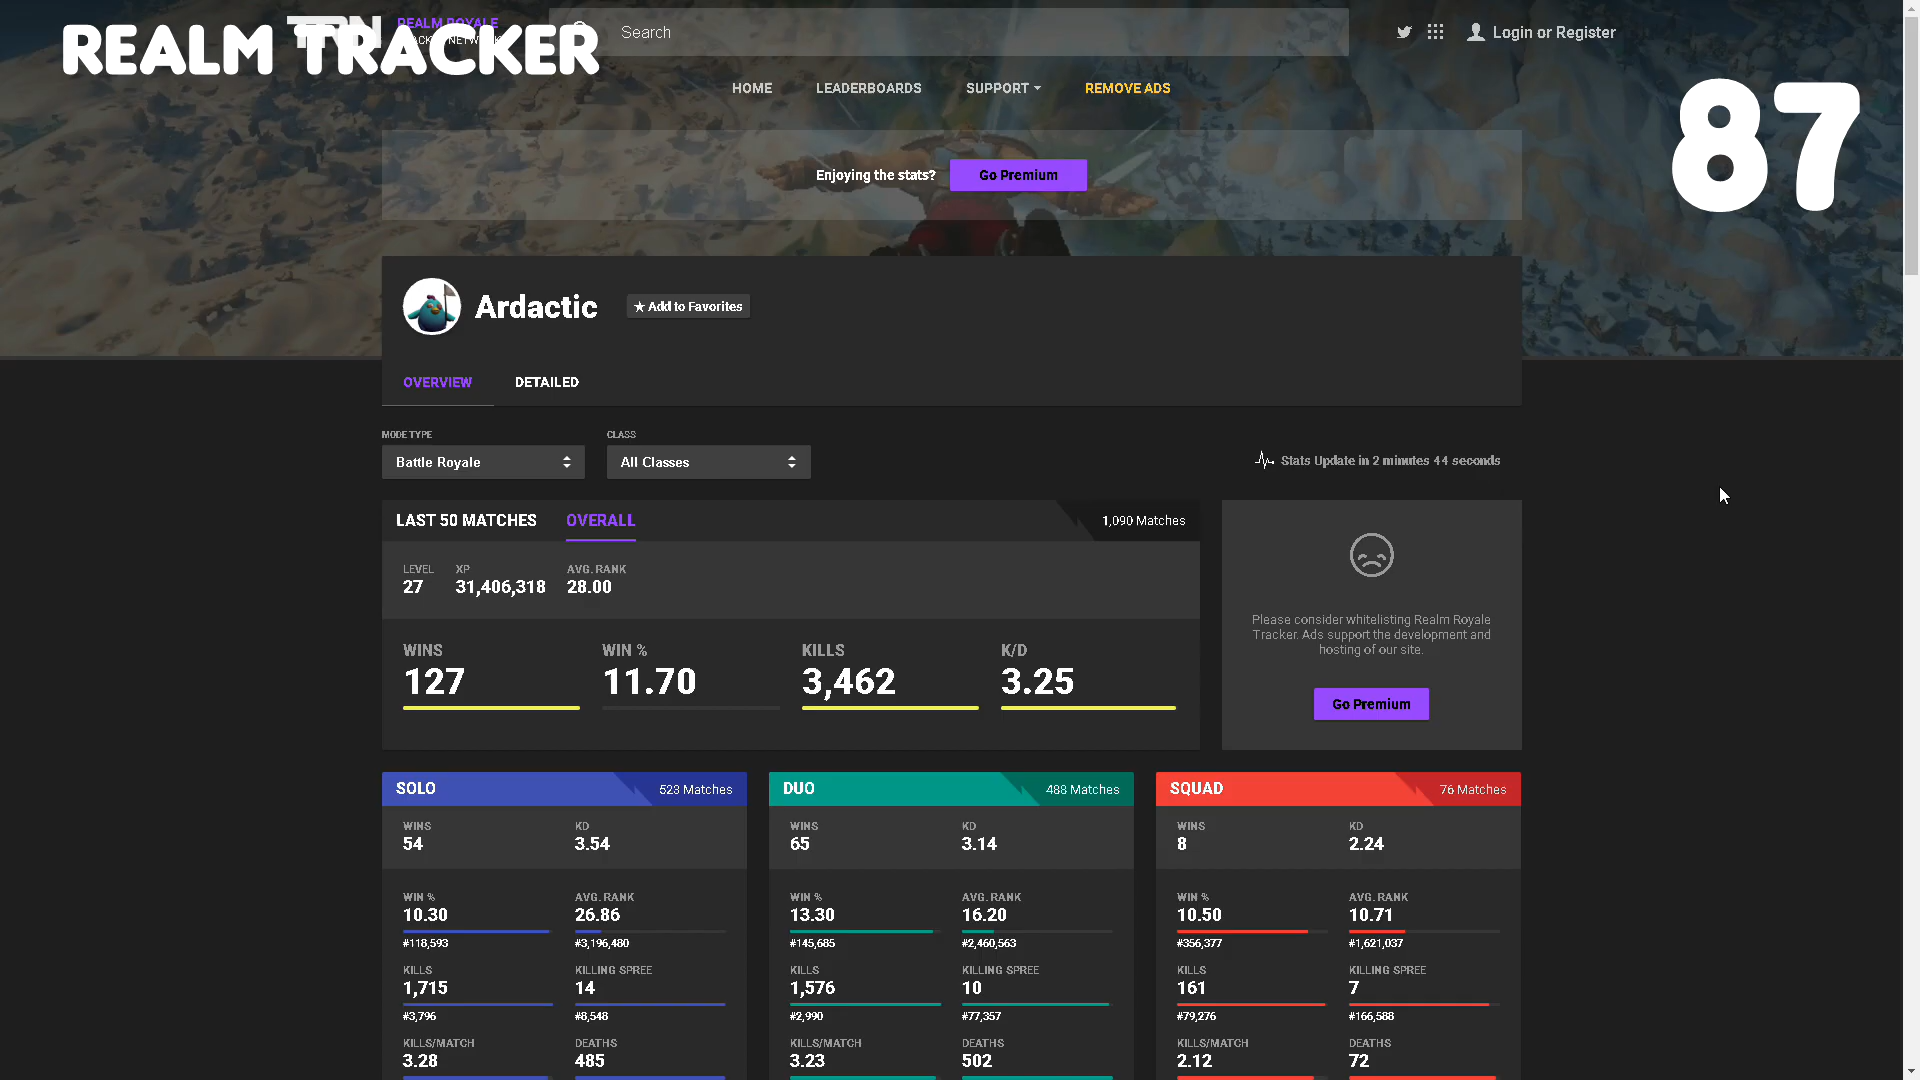 REALM TRACKER
REALM ROYALE
Search
Login or Register
HOME
LEADERBOARDS
SUPPORT
REMOVE ADS
87
Enjoying the stats?
Go Premium
Ardactic
★ Add to Favorites
OVERVIEW
DETAILED
MODE TYPE
CLASS
Battle Royale
All Classes
Stats Update in 2 minutes 44 seconds
LAST 50 MATCHES
OVERALL
1,090 Matches
LEVEL
27
XP
31,406,318
AVG. RANK
28.00
WINS
127
WIN %
11.70
KILLS
3,462
K/D
3.25
Please consider whitelisting Realm Royale
Tracker. Ads support the development and
hosting of our site.
Go Premium
SOLO
523 Matches
WINS
54
KD
3.54
WIN %
10.30
#118,593
AVG. RANK
26.86
#3,196,480
KILLS
1,715
#3,796
KILLING SPREE
14
#8,548
KILLS/MATCH
3.28
DEATHS
485
DUO
488 Matches
WINS
65
KD
3.14
WIN %
13.30
#145,685
AVG. RANK
16.20
#2,460,563
KILLS
1,576
#2,990
KILLING SPREE
10
#77,357
KILLS/MATCH
3.23
DEATHS
502
SQUAD
76 Matches
WINS
8
KD
2.24
WIN %
10.50
#356,377
AVG. RANK
10.71
#1,621,037
KILLS
161
#79,276
KILLING SPREE
7
#166,588
KILLS/MATCH
2.12
DEATHS
72